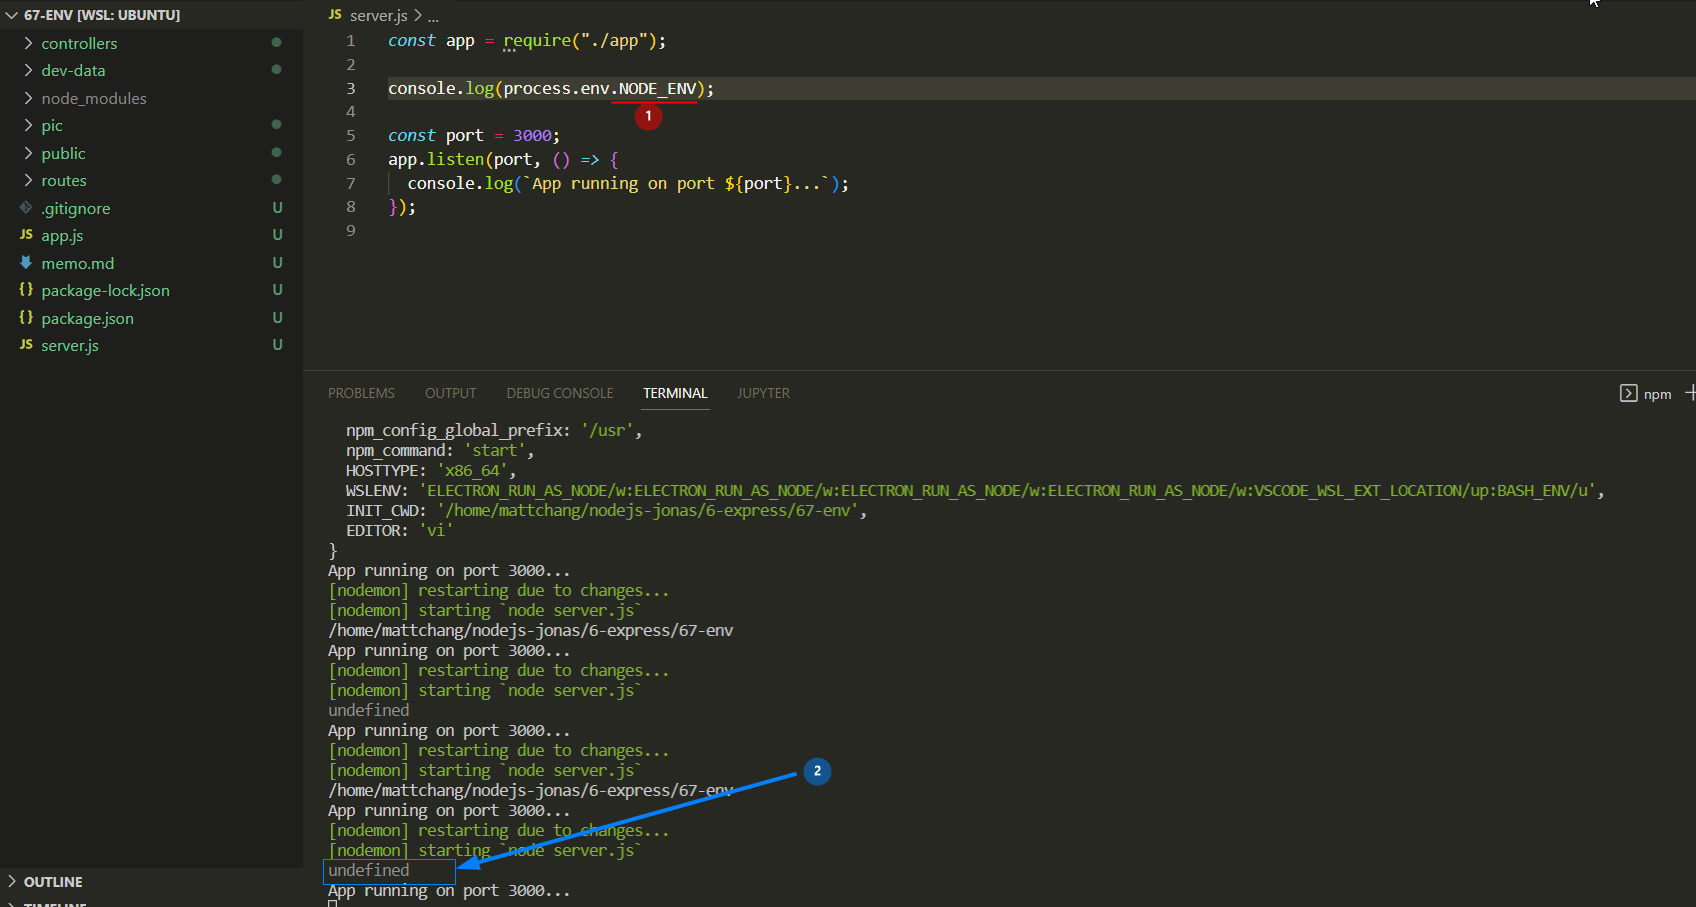 67-ENV [WSL: UBUNTU]
controllers
dev-data
node_modules
pic
public
routes
.gitignore U
JS app.js U
memo.md U
{} package-lock.json U
{} package.json U
JS server.js U
OUTLINE
TIMELINE
JS server.js > ...
1 const app = require("./app");
2
3 console.log(process.env.NODE_ENV);
1
4
5 const port = 3000;
6 app.listen(port, () => {
7 console.log(`App running on port ${port}...`);
8 });
9
PROBLEMS OUTPUT DEBUG CONSOLE TERMINAL JUPYTER npm
npm_config_global_prefix: '/usr',
npm_command: 'start',
HOSTTYPE: 'x86_64',
WSLENV: 'ELECTRON_RUN_AS_NODE/w:ELECTRON_RUN_AS_NODE/w:ELECTRON_RUN_AS_NODE/w:ELECTRON_RUN_AS_NODE/w:VSCODE_WSL_EXT_LOCATION/up:BASH_ENV/u',
INIT_CWD: '/home/mattchang/nodejs-jonas/6-express/67-env',
EDITOR: 'vi'
}
App running on port 3000...
[nodemon] restarting due to changes...
[nodemon] starting `node server.js`
/home/mattchang/nodejs-jonas/6-express/67-env
App running on port 3000...
[nodemon] restarting due to changes...
[nodemon] starting `node server.js`
undefined
App running on port 3000...
[nodemon] restarting due to changes...
[nodemon] starting `node server.js`
2
/home/mattchang/nodejs-jonas/6-express/67-env
App running on port 3000...
[nodemon] restarting due to changes...
[nodemon] starting `node server.js`
undefined
App running on port 3000...